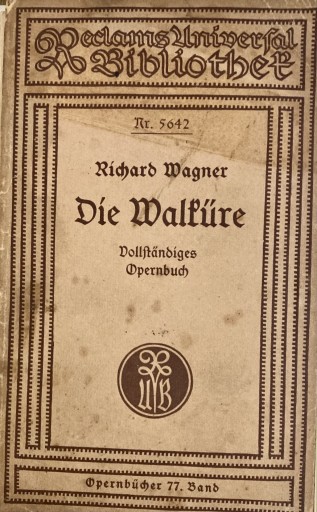 Reclams Universal
Bibliothek
Nr. 5642
Richard Wagner
Die Walküre
Vollständiges
Opernbuch
RUB
Opernbücher 77. Band